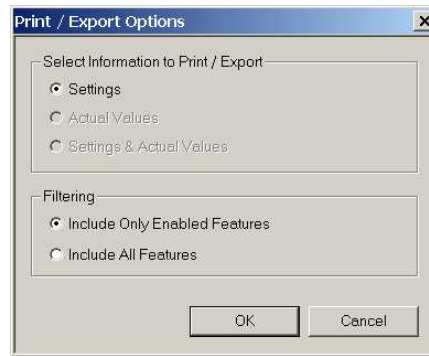 Print / Export Options
Select Information to Print / Export
Settings
Actual Values
Settings & Actual Values
Filtering
Include Only Enabled Features
Include All Features
OK Cancel